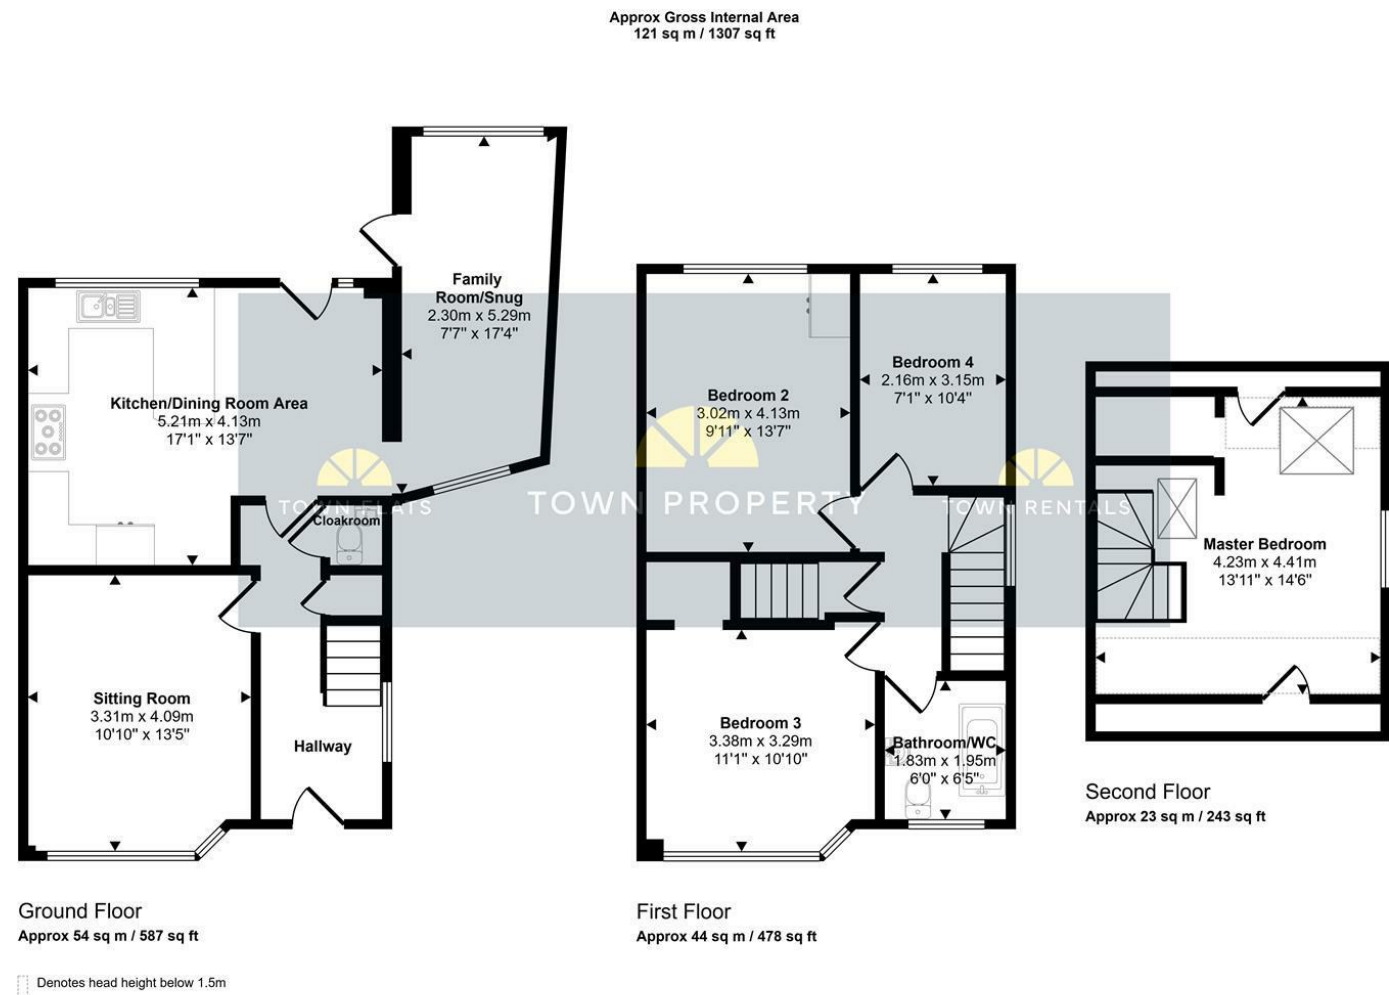 Approx Gross Internal Area
121 sq m / 1307 sq ft
Family
Room/Snug
2.30m x 5.29m
7'7" x 17'4"
Kitchen/Dining Room Area
5.21m x 4.13m
17'1" x 13'7"
Cloakroom
Sitting Room
3.31m x 4.09m
10'10" x 13'5"
Hallway
Ground Floor
Approx 54 sq m / 587 sq ft
Bedroom 2
3.02m x 4.13m
9'11" x 13'7"
Bedroom 4
2.16m x 3.15m
7'1" x 10'4"
Bedroom 3
3.38m x 3.29m
11'1" x 10'10"
Bathroom/WC
1.83m x 1.95m
6'0" x 6'5"
First Floor
Approx 44 sq m / 478 sq ft
Master Bedroom
4.23m x 4.41m
13'11" x 14'6"
Second Floor
Approx 23 sq m / 243 sq ft
TOWN FLATS
TOWN PROPERTY
TOWN RENTALS
Denotes head height below 1.5m